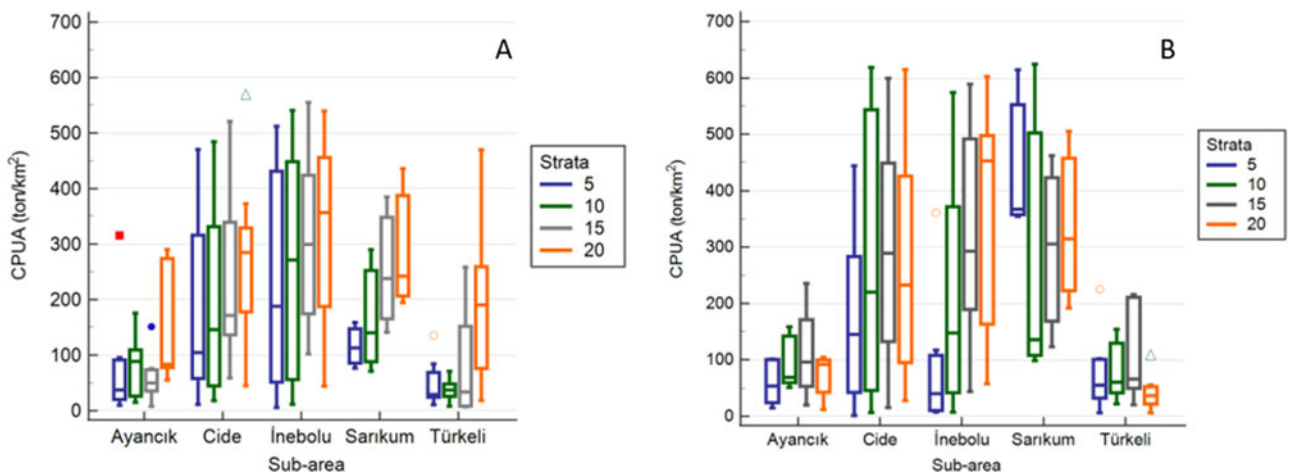 A
CPUA (ton/km²)
700
600
500
400
300
200
100
0
Ayancık Cide İnebolu Sarıkum Türkeli
Sub-area
Strata
5
10
15
20
B
CPUA (ton/km²)
700
600
500
400
300
200
100
0
Ayancık Cide İnebolu Sarıkum Türkeli
Sub-area
Strata
5
10
15
20